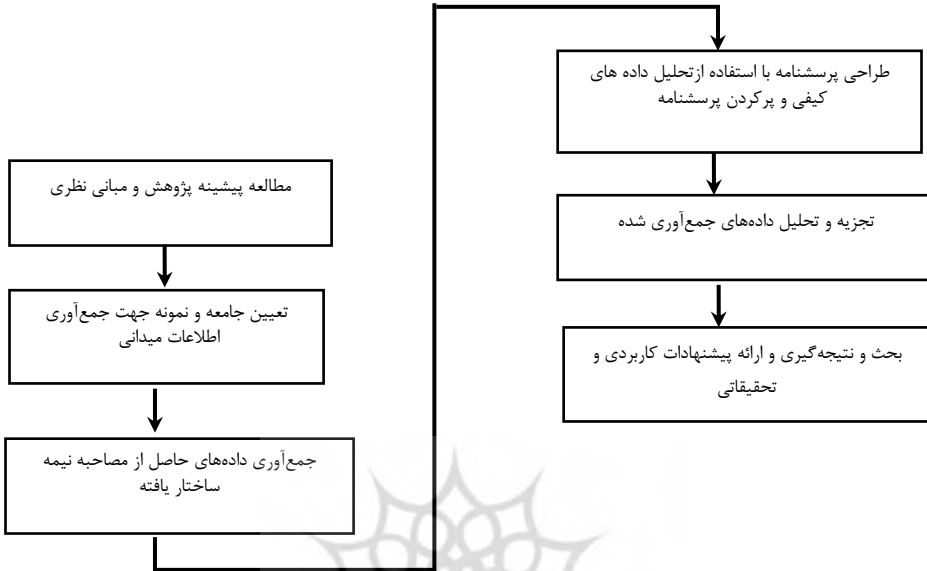 مطالعه پیشینه پژوهش و مبانی نظری
تعیین جامعه و نمونه جهت جمع‌آوری
اطلاعات میدانی
جمع‌آوری داده‌های حاصل از مصاحبه نیمه
ساختار یافته
طراحی پرسشنامه با استفاده ازتحلیل داده های
کیفی و پرکردن پرسشنامه
تجزیه و تحلیل داده‌های جمع‌آوری شده
بحث و نتیجه‌گیری و ارائه پیشنهادات کاربردی و
تحقیقاتی